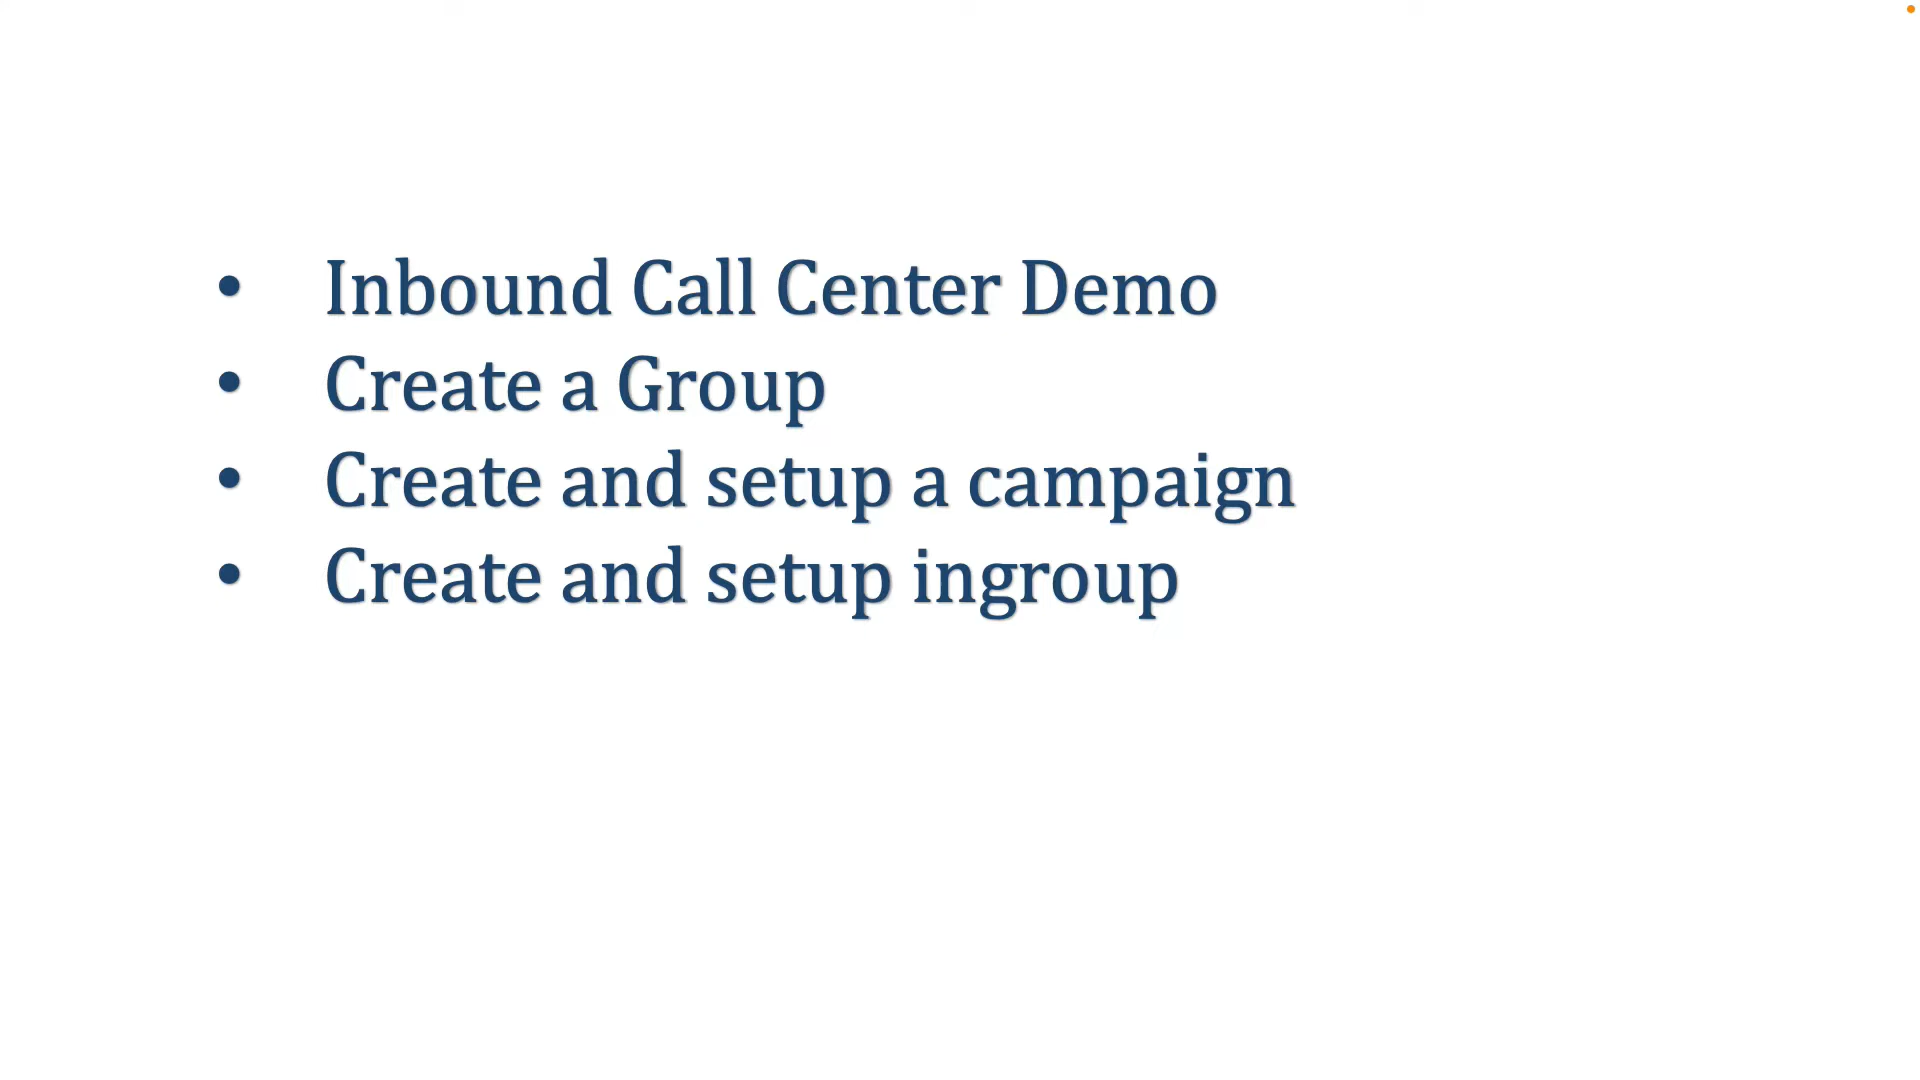 • Inbound Call Center Demo
• Create a Group
• Create and setup a campaign
• Create and setup ingroup